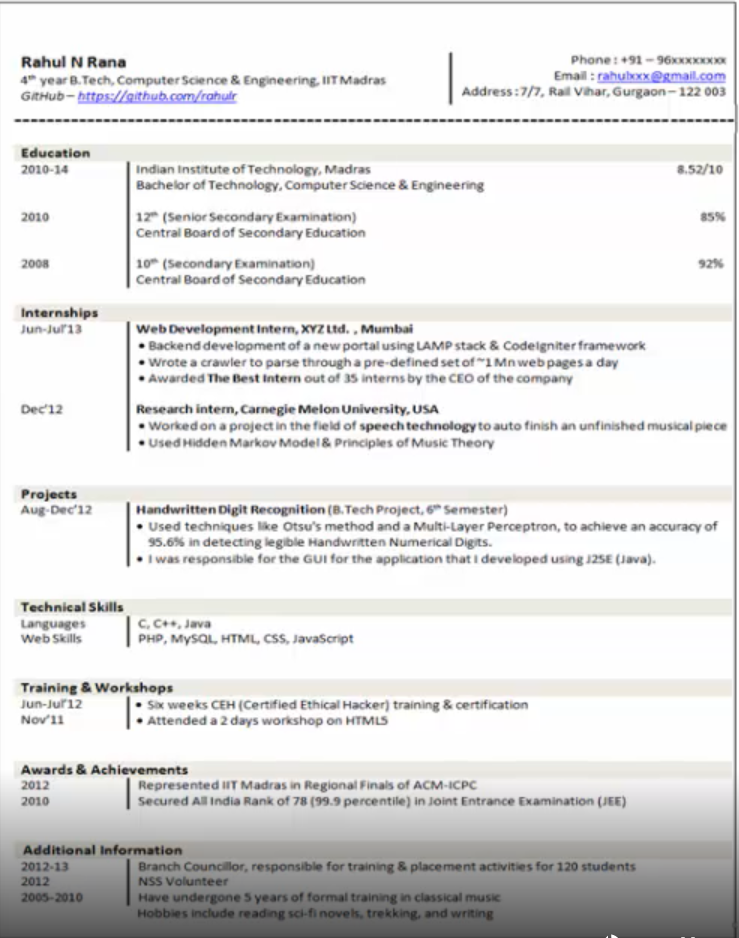 Rahul N Rana
4th year B.Tech, Computer Science & Engineering, IIT Madras
GitHub – https://github.com/rahulr
Phone : +91 – 96xxxxxxxx
Email : rahulxxx@gmail.com
Address :7/7, Rail Vihar, Gurgaon – 122 003
Education
2010-14 Indian Institute of Technology, Madras 8.52/10
Bachelor of Technology, Computer Science & Engineering
2010 12th (Senior Secondary Examination) 85%
Central Board of Secondary Education
2008 10th (Secondary Examination) 92%
Central Board of Secondary Education
Internships
Jun-Jul'13 Web Development Intern, XYZ Ltd. , Mumbai
• Backend development of a new portal using LAMP stack & CodeIgniter framework
• Wrote a crawler to parse through a pre-defined set of ~1 Mn web pages a day
• Awarded The Best Intern out of 35 interns by the CEO of the company
Dec'12 Research intern, Carnegie Melon University, USA
• Worked on a project in the field of speech technology to auto finish an unfinished musical piece
• Used Hidden Markov Model & Principles of Music Theory
Projects
Aug-Dec'12 Handwritten Digit Recognition (B.Tech Project, 6th Semester)
• Used techniques like Otsu's method and a Multi-Layer Perceptron, to achieve an accuracy of
95.6% in detecting legible Handwritten Numerical Digits.
• I was responsible for the GUI for the application that I developed using J2SE (Java).
Technical Skills
Languages C, C++, Java
Web Skills PHP, MySQL, HTML, CSS, JavaScript
Training & Workshops
Jun-Jul'12 • Six weeks CEH (Certified Ethical Hacker) training & certification
Nov'11 • Attended a 2 days workshop on HTML5
Awards & Achievements
2012 Represented IIT Madras in Regional Finals of ACM-ICPC
2010 Secured All India Rank of 78 (99.9 percentile) in Joint Entrance Examination (JEE)
Additional Information
2012-13 Branch Councillor, responsible for training & placement activities for 120 students
2012 NSS Volunteer
2005-2010 Have undergone 5 years of formal training in classical music
Hobbies include reading sci-fi novels, trekking, and writing